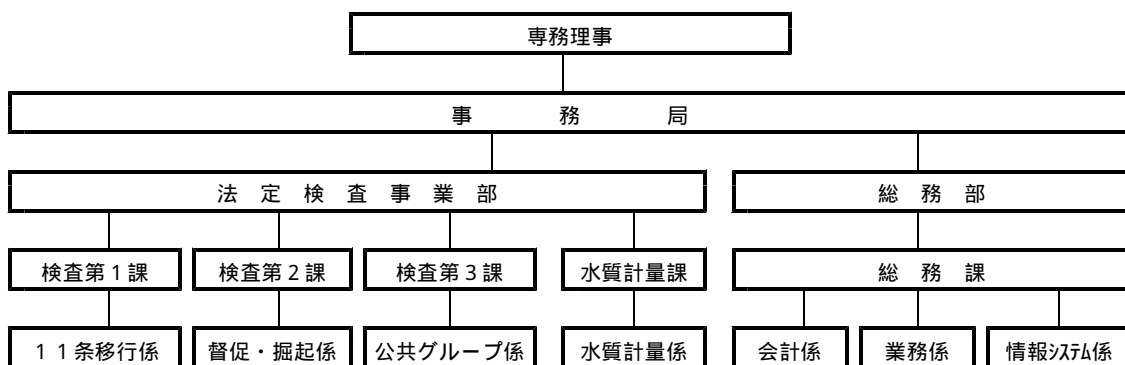 専務理事
事務局
法定検査事業部 総務部
検査第1課 検査第2課 検査第3課 水質計量課 総務課
11条移行係 督促・掘起係 公共グループ係 水質計量係 会計係 業務係 情報ｼｽﾃﾑ係